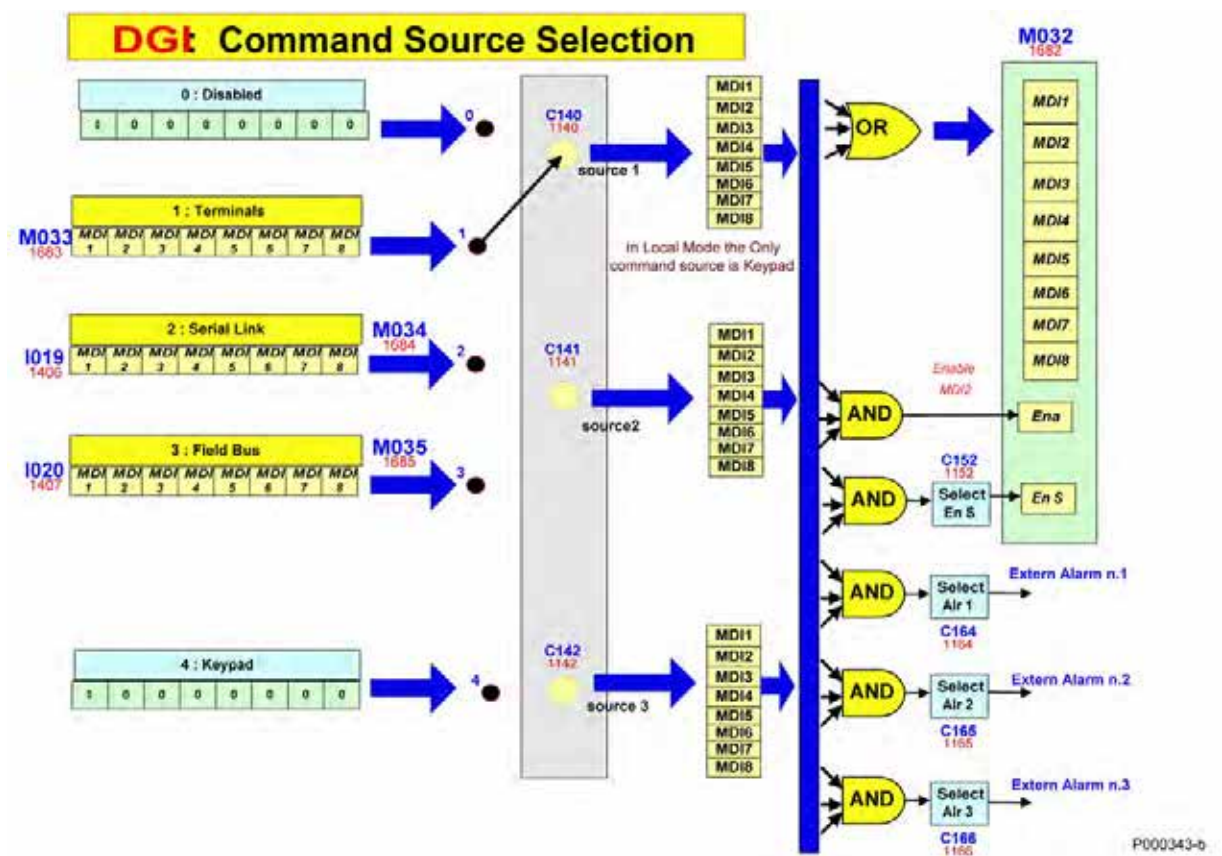 DGI: Command Source Selection
M032
1682
0 : Disabled
0 0 0 0 0 0 0
0
C140
1140
source 1
MDI1
MDI2
MDI3
MDI4
MDI5
MDI6
MDI7
MDI8
OR
MDI1
MDI2
MDI3
MDI4
MDI5
MDI6
MDI7
MDI8
1 : Terminals
M033
1683
MDI 1 MDI 2 MDI 3 MDI 4 MDI 5 MDI 6 MDI 7 MDI 8
1
in Local Mode the Only
command source is Keypad
2 : Serial Link
M034
1684
I019
1406
MDI 1 MDI 2 MDI 3 MDI 4 MDI 5 MDI 6 MDI 7 MDI 8
2
C141
1141
source2
MDI1
MDI2
MDI3
MDI4
MDI5
MDI6
MDI7
MDI8
Enable
MDI2
AND
Ena
3 : Field Bus
M035
1685
I020
1407
MDI 1 MDI 2 MDI 3 MDI 4 MDI 5 MDI 6 MDI 7 MDI 8
3
C152
1152
AND
Select
En S
En S
AND
Select
Alr 1
Extern Alarm n.1
C164
1164
4 : Keypad
0 0 0 0 0 0 0
4
C142
1142
source 3
MDI1
MDI2
MDI3
MDI4
MDI5
MDI6
MDI7
MDI8
AND
Select
Alr 2
Extern Alarm n.2
C165
1165
AND
Select
Alr 3
Extern Alarm n.3
C166
1166
P000343-b